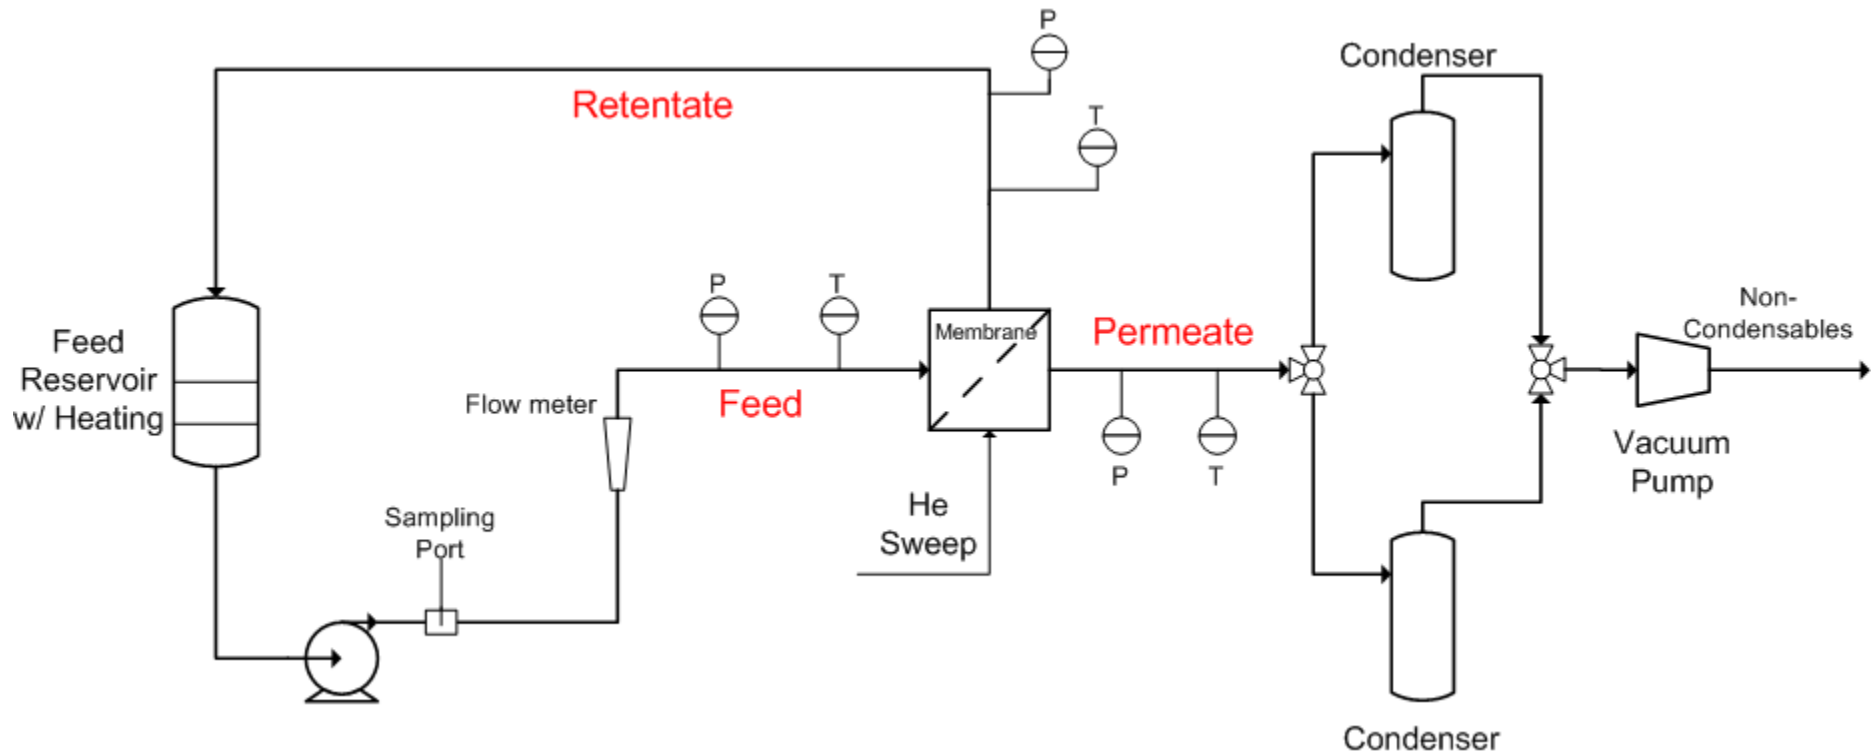 P
Condenser
Retentate
T
P
T
Non-
Condensables
Feed
Reservoir
w/ Heating
Membrane
Permeate
Flow meter
Feed
Vacuum
Pump
P
T
He
Sweep
Sampling
Port
Condenser